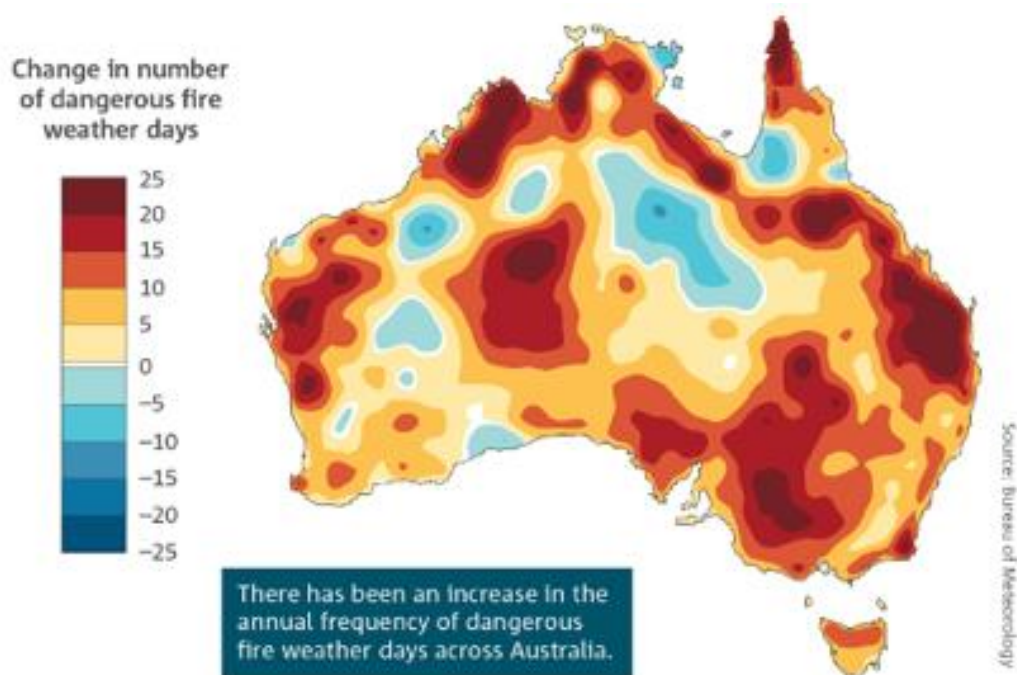 Change in number
of dangerous fire
weather days
25
20
15
10
5
0
−5
−10
−15
−20
−25
There has been an increase in the
annual frequency of dangerous
fire weather days across Australia.
Source: Bureau of Meteorology